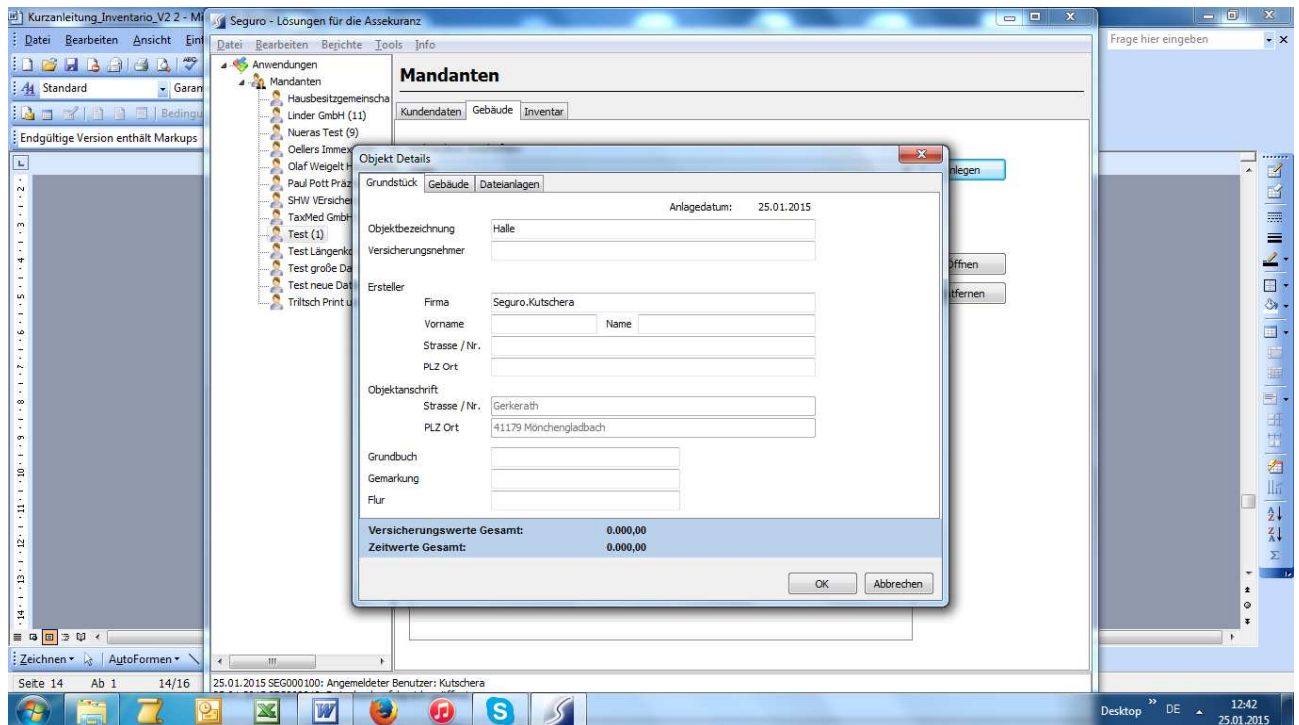 Kurzanleitung_Inventario_V2 2 - Mi
Datei Bearbeiten Ansicht Einf
Frage hier eingeben
Standard
Garan
Bedingu
Endgültige Version enthält Markups
Seguro - Lösungen für die Assekuranz
Datei Bearbeiten Berichte Tools Info
Anwendungen
Mandanten
Hausbesitzgemeinscha
Linder GmbH (11)
Nueras Test (9)
Oellers Immex
Olaf Weigelt H
Paul Pott Präz
SHW VErsicher
TaxMed GmbH
Test (1)
Test Längenko
Test große Da
Test neue Dat
Triltsch Print u
Mandanten
Kundendaten Gebäude Inventar
nlegen
Öffnen
tfernen
Objekt Details
Grundstück Gebäude Dateianlagen
Anlagedatum: 25.01.2015
Objektbezeichnung Halle
Versicherungsnehmer
Ersteller
Firma Seguro.Kutschera
Vorname Name
Strasse / Nr.
PLZ Ort
Objektanschrift
Strasse / Nr. Gerkerath
PLZ Ort 41179 Mönchengladbach
Grundbuch
Gemarkung
Flur
Versicherungswerte Gesamt: 0.000,00
Zeitwerte Gesamt: 0.000,00
OK Abbrechen
Zeichnen AutoFormen
Seite 14 Ab 1 14/16
25.01.2015 SEG000100: Angemeldeter Benutzer: Kutschera
Desktop DE 12:42
25.01.2015